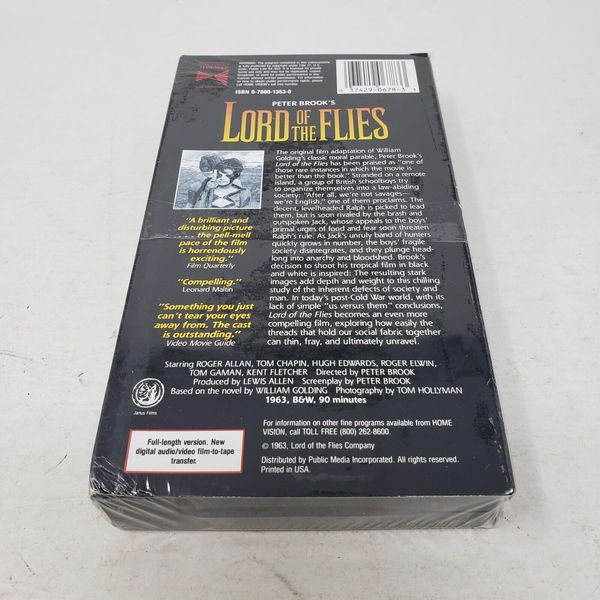 WARNING: The program contained in this videocassette
ISBN 0-7800-1353-0
37429-0678-3
PETER BROOK'S
LORD OF THE FLIES
The original film adaptation of William
Golding's classic moral parable, Peter Brook's
Lord of the Flies has been praised as "one of
those rare instances in which the movie is
better than the book." Stranded on a remote
island, a group of British schoolboys try
to organize themselves into a law-abiding
society: "After all, we're not savages—
we're English," one of them proclaims. The
decent, levelheaded Ralph is picked to lead
them, but is soon rivaled by the brash and
outspoken Jack, whose appeals to the boys'
primal urges of food and fear soon threaten
Ralph's rule. As Jack's unruly band of hunters
quickly grows in number, the boys' fragile
society disintegrates, and they plunge head-
long into anarchy and bloodshed. Brook's
decision to shoot his tropical film in black
and white is inspired: The resulting stark
images add depth and weight to this chilling
study of the inherent defects of society and
man. In today's post-Cold War world, with its
lack of simple "us versus them" conclusions,
Lord of the Flies becomes an even more
compelling film, exploring how easily the
threads that hold our social fabric together
can thin, fray, and ultimately unravel.
"A brilliant and
disturbing picture
. . . the pell-mell
pace of the film
is horrendously
exciting."
Film Quarterly
"Compelling."
Leonard Maltin
"Something you just
can't tear your eyes
away from. The cast
is outstanding."
Video Movie Guide
Starring ROGER ALLAN, TOM CHAPIN, HUGH EDWARDS, ROGER ELWIN,
TOM GAMAN, KENT FLETCHER Directed by PETER BROOK
Produced by LEWIS ALLEN Screenplay by PETER BROOK
Based on the novel by WILLIAM GOLDING Photography by TOM HOLLYMAN
1963, B&W, 90 minutes
Janus Films
Full-length version. New
digital audio/video film-to-tape
transfer.
For information on other fine programs available from HOME
VISION, call TOLL FREE (800) 262-8600.
© 1963, Lord of the Flies Company
Distributed by Public Media Incorporated. All rights reserved.
Printed in USA.